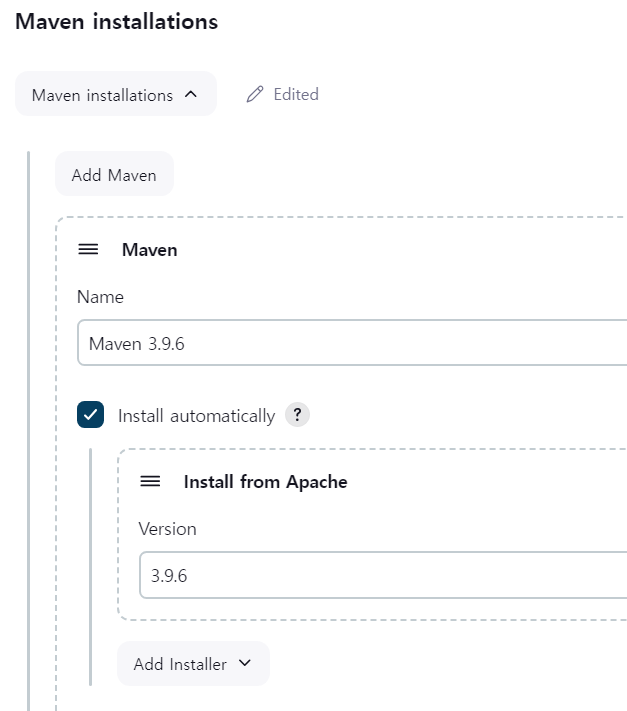 Maven installations
Maven installations
Edited
Add Maven
Maven
Name
Maven 3.9.6
Install automatically ?
Install from Apache
Version
3.9.6
Add Installer